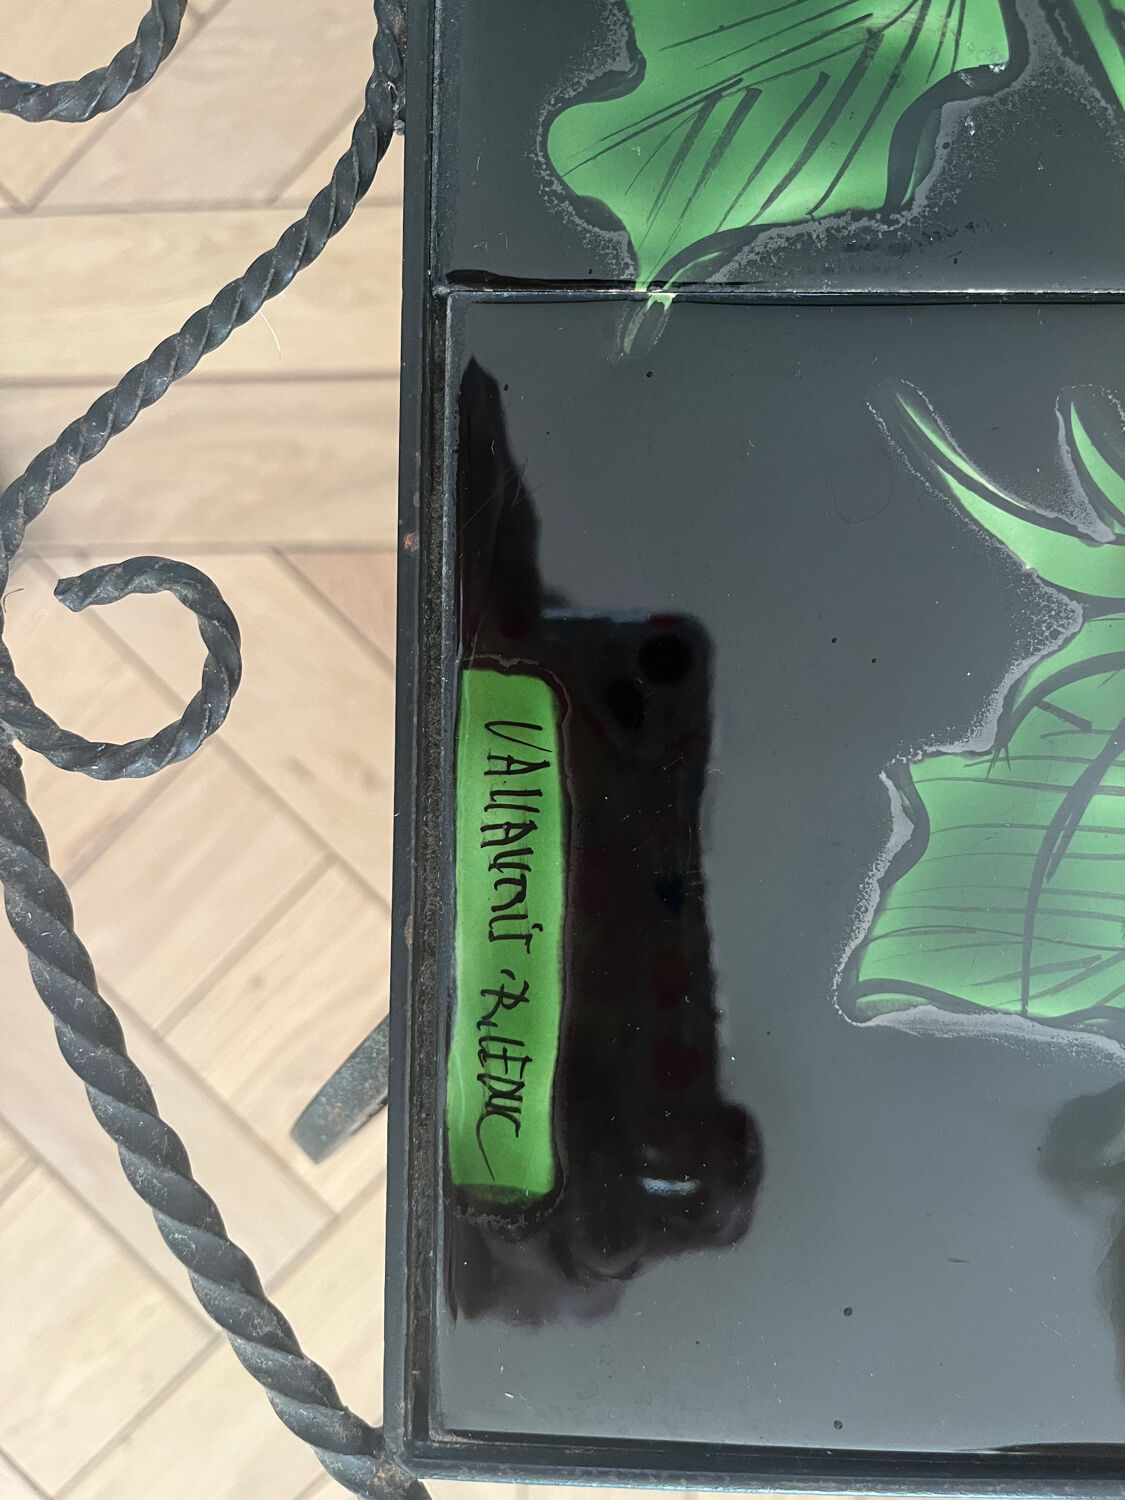 VALLAURIS . R. LEDUC